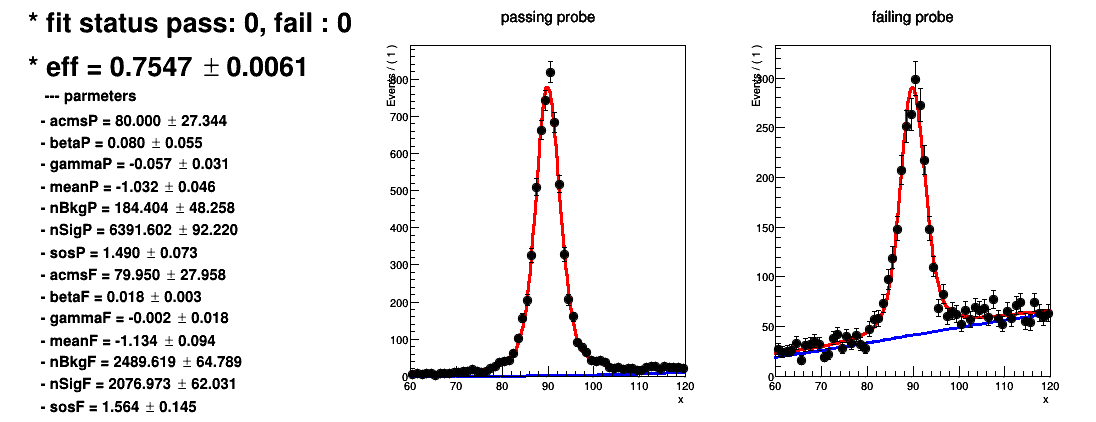 * fit status pass: 0, fail : 0
* eff = 0.7547 ± 0.0061
--- parmeters
- acmsP = 80.000 ± 27.344
- betaP = 0.080 ± 0.055
- gammaP = -0.057 ± 0.031
- meanP = -1.032 ± 0.046
- nBkgP = 184.404 ± 48.258
- nSigP = 6391.602 ± 92.220
- sosP = 1.490 ± 0.073
- acmsF = 79.950 ± 27.958
- betaF = 0.018 ± 0.003
- gammaF = -0.002 ± 0.018
- meanF = -1.134 ± 0.094
- nBkgF = 2489.619 ± 64.789
- nSigF = 2076.973 ± 62.031
- sosF = 1.564 ± 0.145
passing probe
Events / ( 1 )
800
700
600
500
400
300
200
100
0
60 70 80 90 100 110 120
x
failing probe
Events / ( 1 )
300
250
200
150
100
50
0
60 70 80 90 100 110 120
x